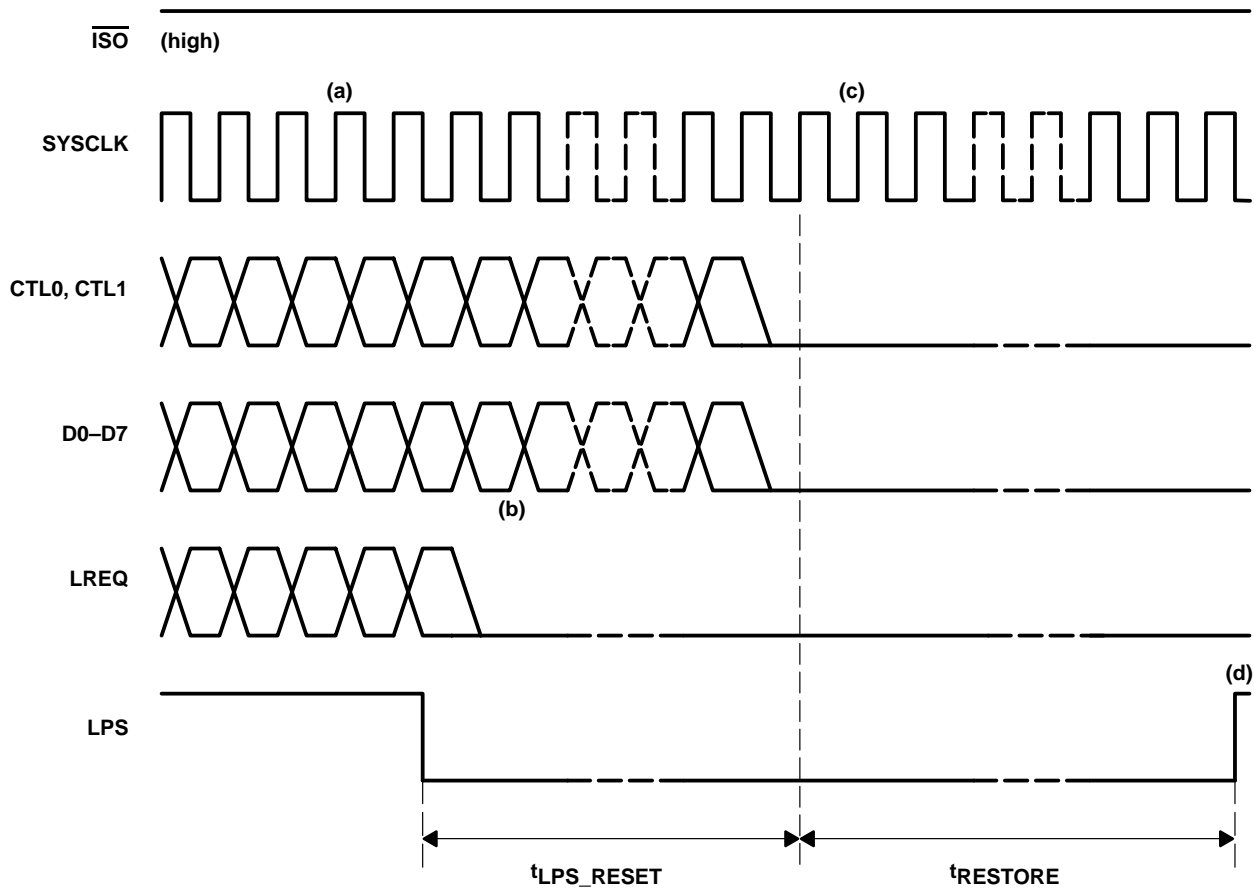 ISO (high)
(a) (c)
SYSCLK
CTL0, CTL1
D0–D7
(b)
LREQ
(d)
LPS
tLPS_RESET tRESTORE